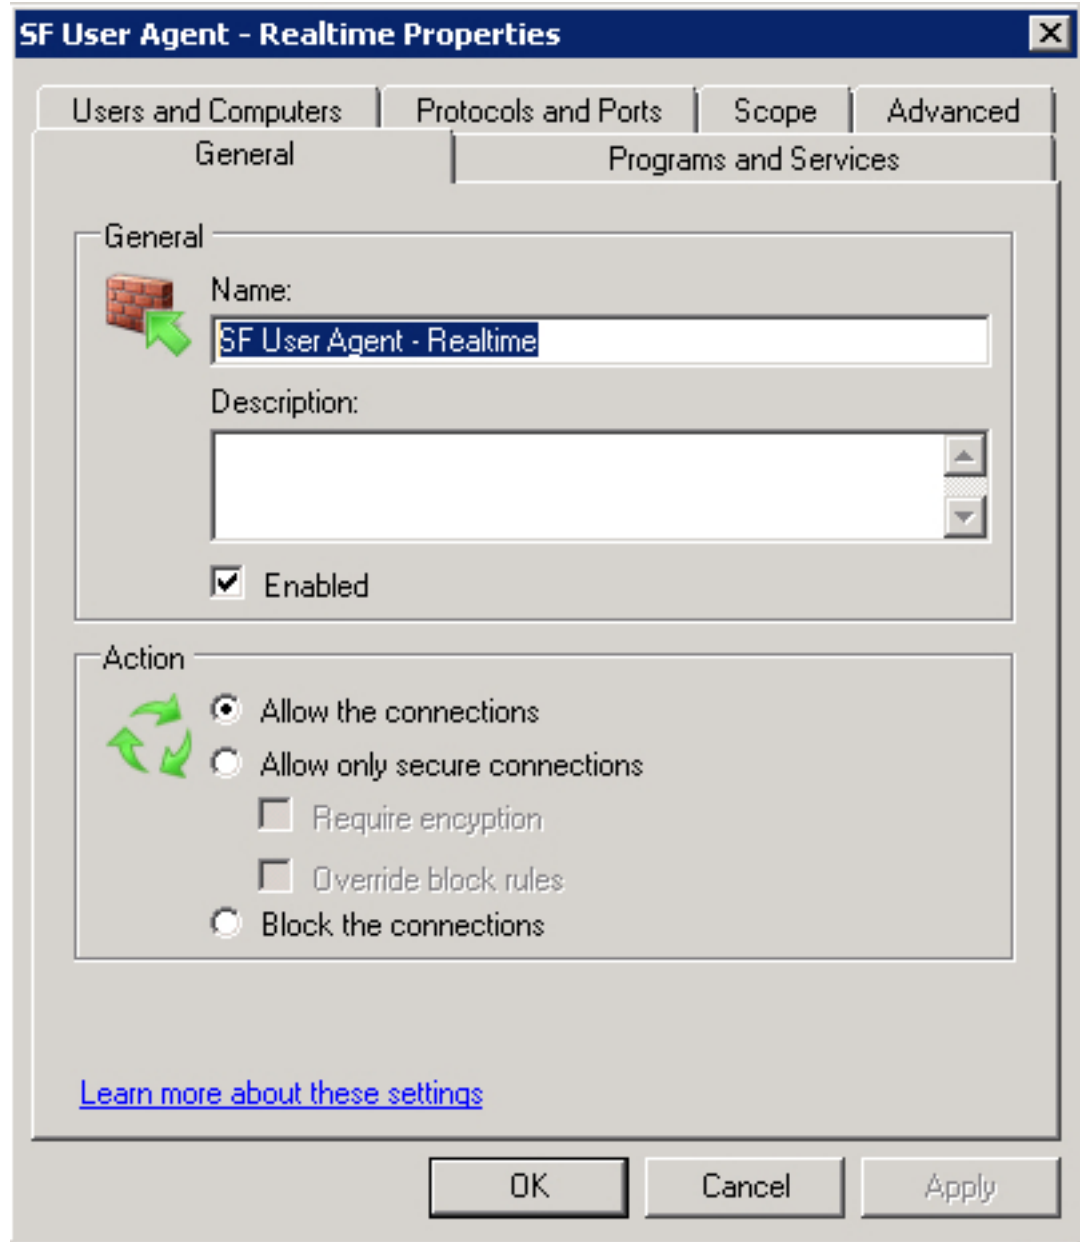 SF User Agent - Realtime Properties
Users and Computers
Protocols and Ports
Scope
Advanced
General
Programs and Services
General
Name:
SF User Agent - Realtime
Description:
Enabled
Action
Allow the connections
Allow only secure connections
Require encyption
Override block rules
Block the connections
Learn more about these settings
OK
Cancel
Apply